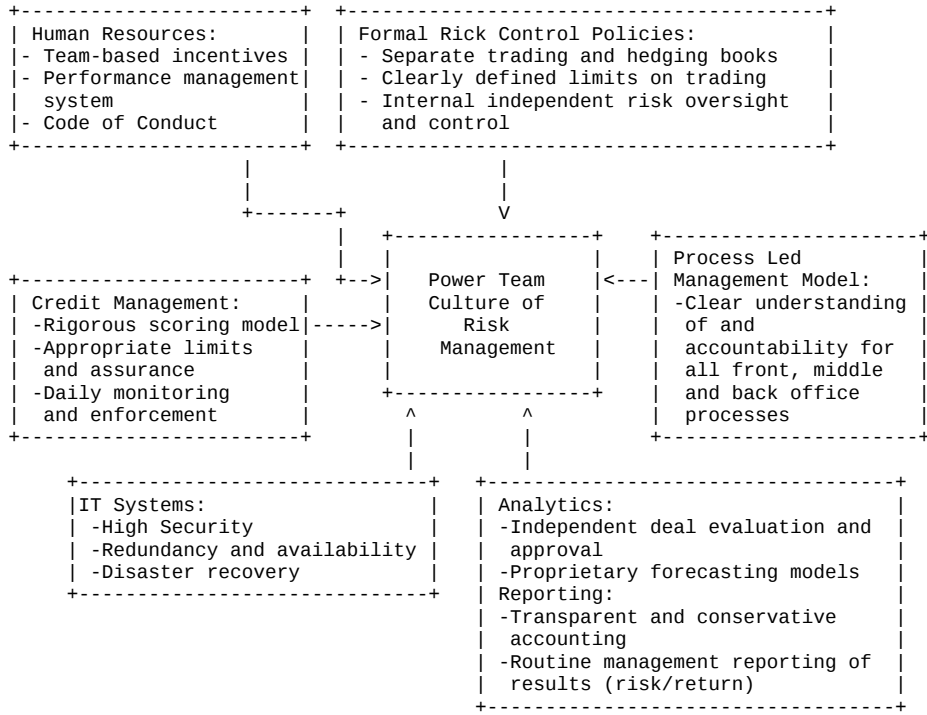 Human Resources:
- Team-based incentives
- Performance management
system
- Code of Conduct
Formal Rick Control Policies:
- Separate trading and hedging books
- Clearly defined limits on trading
- Internal independent risk oversight
and control
Power Team
Culture of
Risk
Management
Process Led
Management Model:
-Clear understanding
of and
accountability for
all front, middle
and back office
processes
Credit Management:
-Rigorous scoring model
-Appropriate limits
and assurance
-Daily monitoring
and enforcement
IT Systems:
-High Security
-Redundancy and availability
-Disaster recovery
Analytics:
-Independent deal evaluation and
approval
-Proprietary forecasting models
Reporting:
-Transparent and conservative
accounting
-Routine management reporting of
results (risk/return)